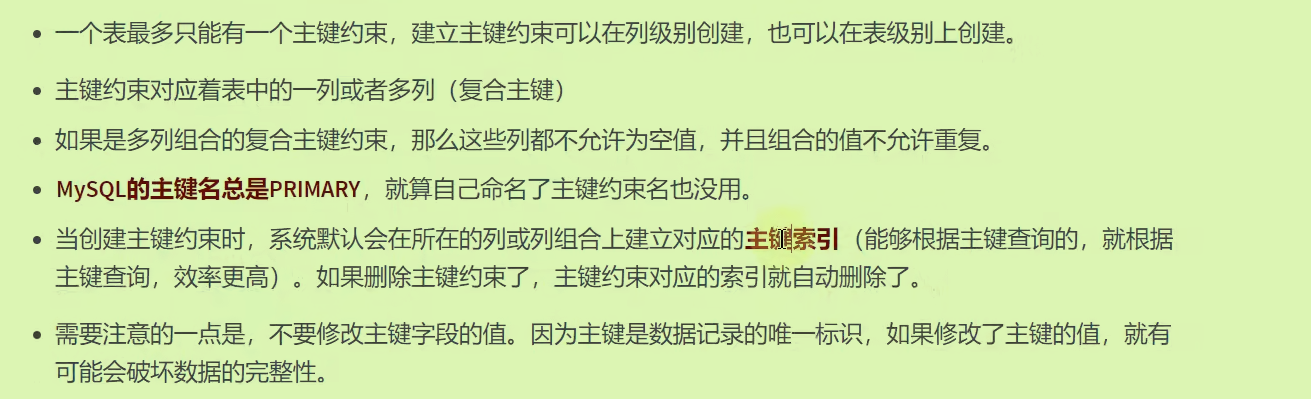 • 一个表最多只能有一个主键约束，建立主键约束可以在列级别创建，也可以在表级别上创建。
• 主键约束对应着表中的一列或者多列（复合主键）
• 如果是多列组合的复合主键约束，那么这些列都不允许为空值，并且组合的值不允许重复。
• MySQL的主键名总是PRIMARY，就算自己命名了主键约束名也没用。
• 当创建主键约束时，系统默认会在所在的列或列组合上建立对应的主键索引（能够根据主键查询的，就根据
主键查询，效率更高）。如果删除主键约束了，主键约束对应的索引就自动删除了。
• 需要注意的一点是，不要修改主键字段的值。因为主键是数据记录的唯一标识，如果修改了主键的值，就有
可能会破坏数据的完整性。